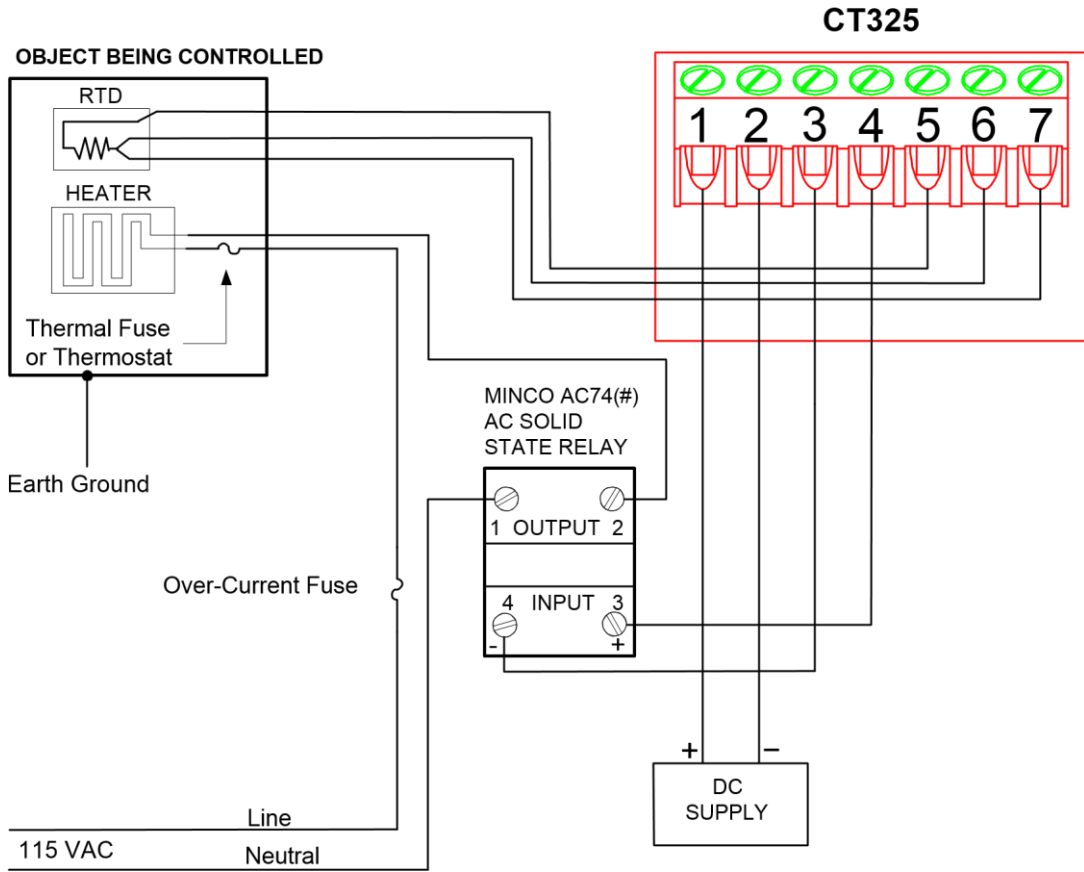 CT325
OBJECT BEING CONTROLLED
RTD
1 2 3 4 5 6 7
HEATER
Thermal Fuse
or Thermostat
MINCO AC74(#)
AC SOLID
STATE RELAY
Earth Ground
1 OUTPUT 2
Over-Current Fuse
4 INPUT 3
- +
+ −
DC
SUPPLY
Line
115 VAC
Neutral